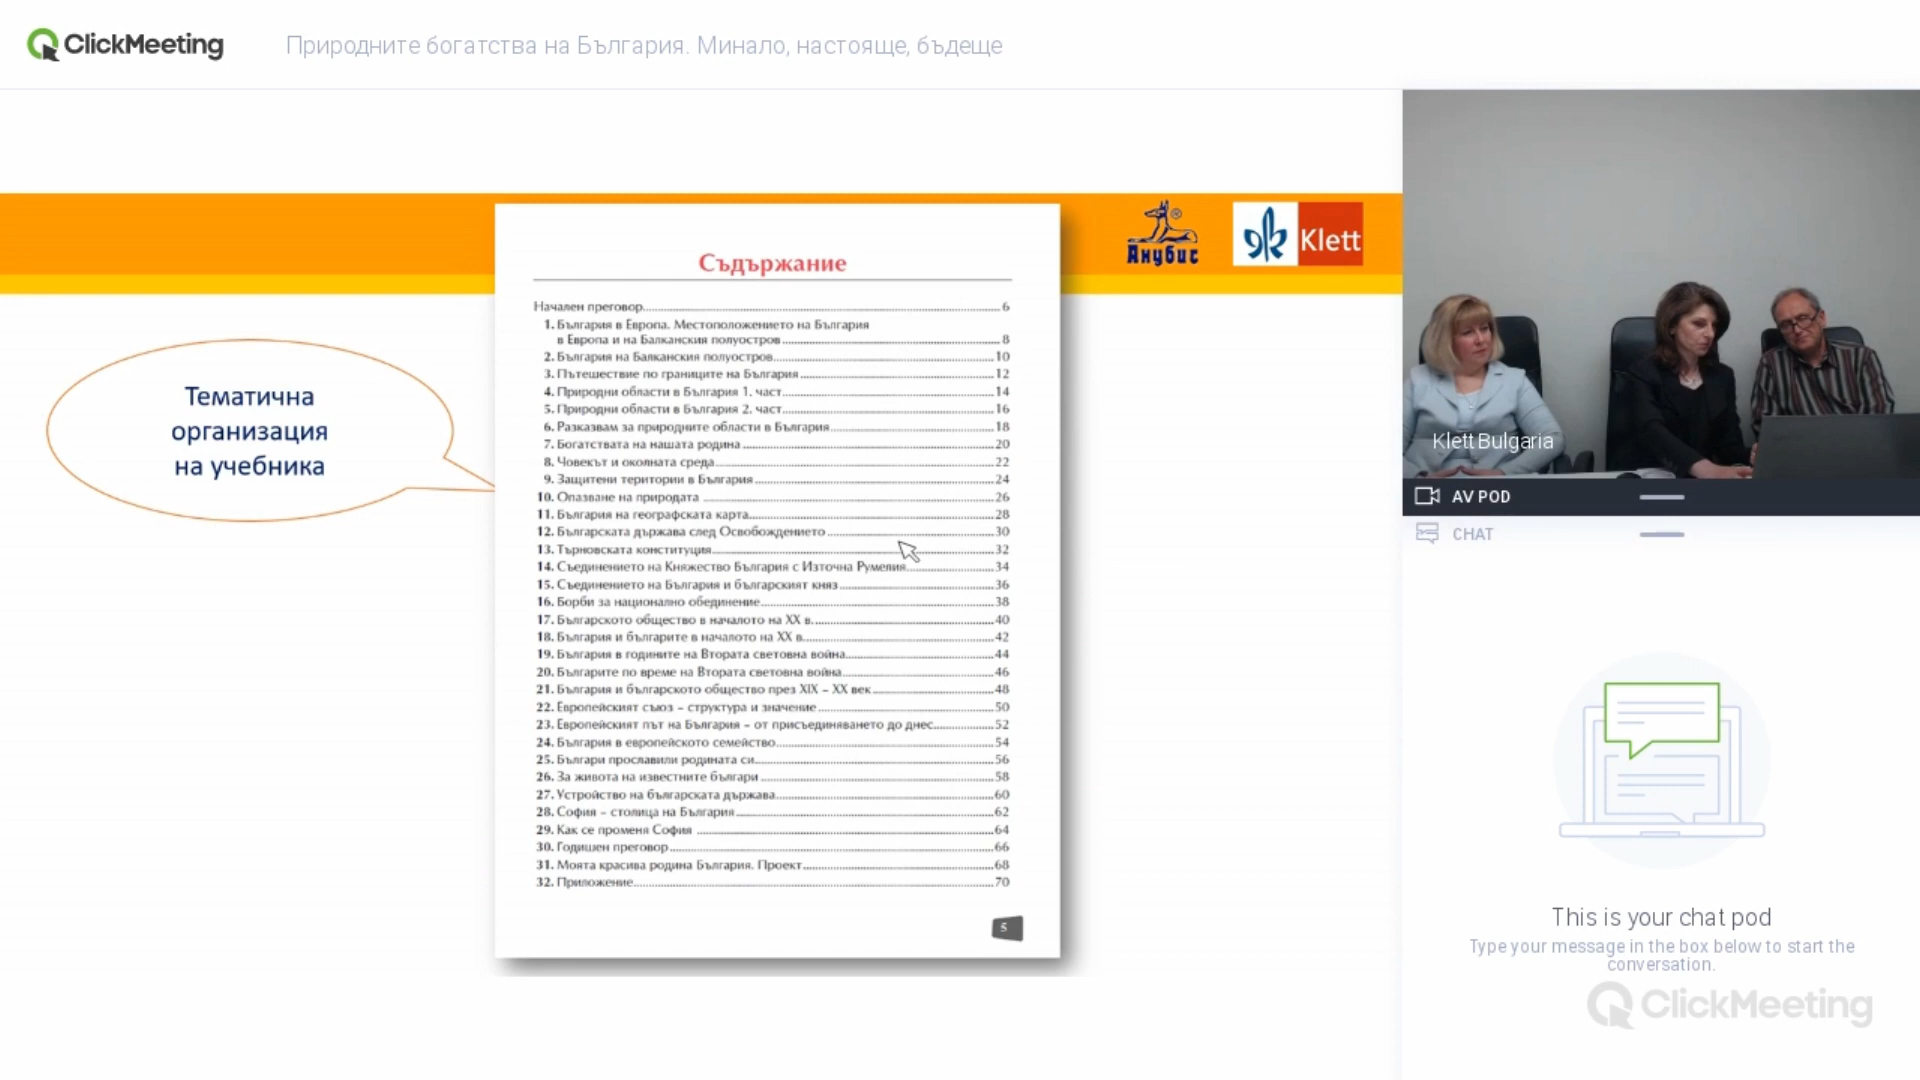 ClickMeeting
Природните богатства на България. Минало, настояще, бъдеще
Анубис
Klett
Тематична
организация
на учебника
Съдържание
Начален преговор 6
1. България в Европа. Местоположението на България
в Европа и на Балканския полуостров 8
2. България на Балканския полуостров 10
3. Пътешествие по границите на България 12
4. Природни области в България 1. част 14
5. Природни области в България 2. част 16
6. Разказвам за природните области в България 18
7. Богатствата на нашата родина 20
8. Човекът и околната среда 22
9. Защитени територии в България 24
10. Опазване на природата 26
11. България на географската карта 28
12. Българската държава след Освобождението 30
13. Търновската конституция 32
14. Съединението на Княжество България с Източна Румелия 34
15. Съединението на България и българският княз 36
16. Борби за национално обединение 38
17. Българското общество в началото на XX в. 40
18. България и българите в началото на XX в. 42
19. България в годините на Втората световна война 44
20. Българите по време на Втората световна война 46
21. България и българското общество през XIX – XX век 48
22. Европейският съюз – структура и значение 50
23. Европейският път на България – от присъединяването до днес 52
24. България в европейското семейство 54
25. Българи прославили родината си 56
26. За живота на известните българи 58
27. Устройство на българската държава 60
28. София – столица на България 62
29. Как се променя София 64
30. Годишен преговор 66
31. Моята красива родина България. Проект 68
32. Приложение 70
5
Klett Bulgaria
AV POD
CHAT
This is your chat pod
Type your message in the box below to start the
conversation.
ClickMeeting